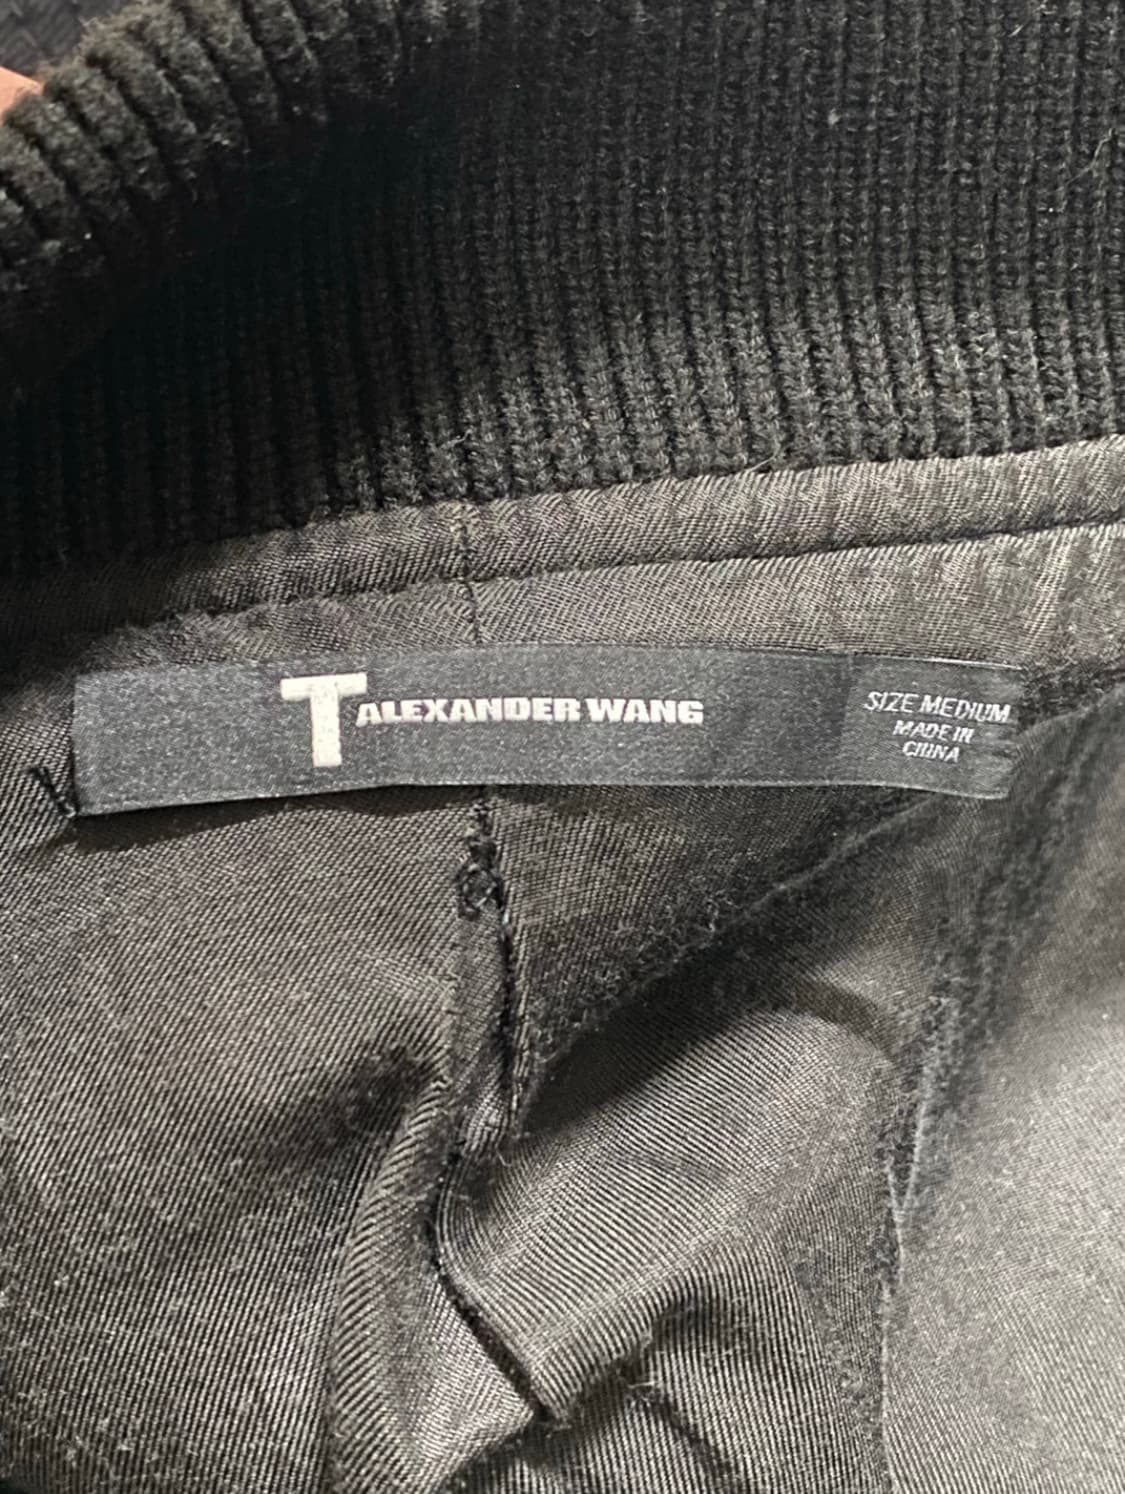 T ALEXANDER WANG
SIZE MEDIUM
MADE IN
CHINA